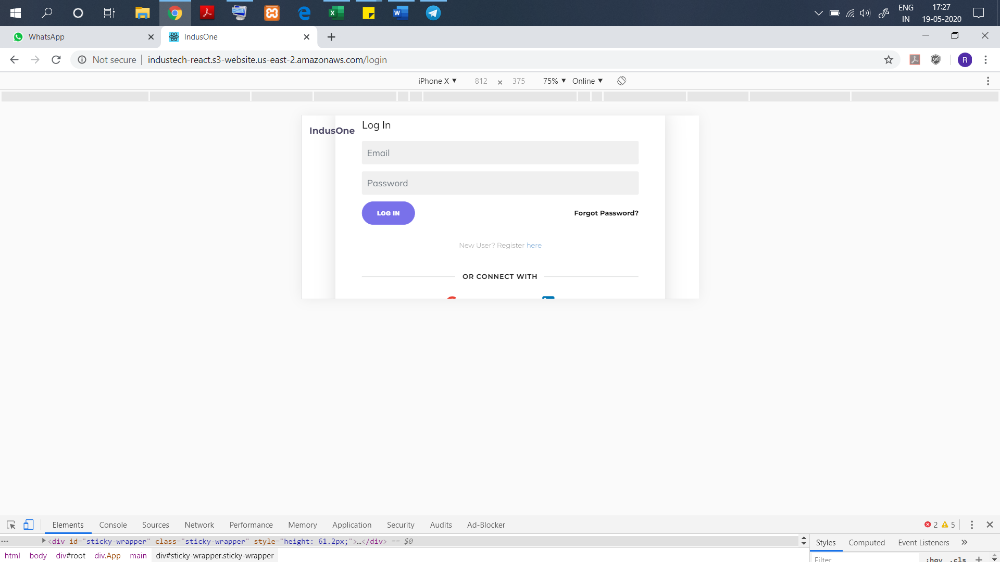 ENG
IN
17:27
19-05-2020
WhatsApp
IndusOne
Not secure
industech-react.s3-website.us-east-2.amazonaws.com/login
R
iPhone X ▼ 812 × 375 75% ▼ Online ▼
IndusOne
Log In
Email
Password
LOG IN
Forgot Password?
New User? Register here
OR CONNECT WITH
Elements Console Sources Network Performance Memory Application Security Audits Ad-Blocker 2 5
<div id="sticky-wrapper" class="sticky-wrapper" style="height: 61.2px;">…</div> == $0
html body div#root div.App main div#sticky-wrapper.sticky-wrapper
Styles Computed Event Listeners »
Filter :hov .cls +